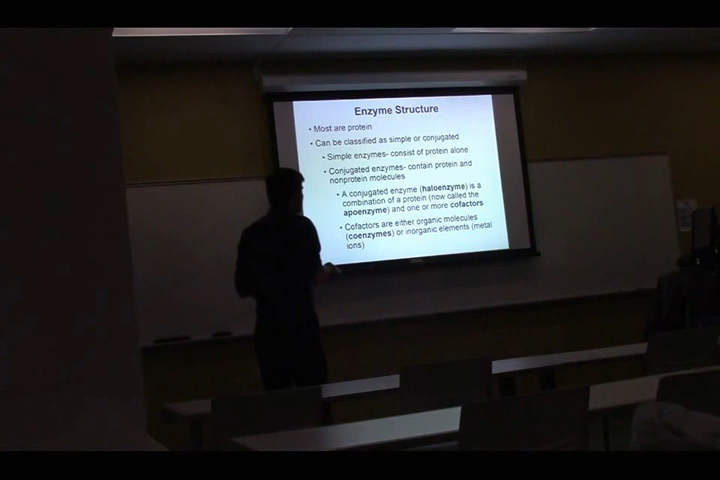 Enzyme Structure
• Most are protein
• Can be classified as simple or conjugated
• Simple enzymes- consist of protein alone
• Conjugated enzymes- contain protein and
nonprotein molecules
• A conjugated enzyme (haloenzyme) is a
combination of a protein (now called the
apoenzyme) and one or more cofactors
• Cofactors are either organic molecules
(coenzymes) or inorganic elements (metal
ions)